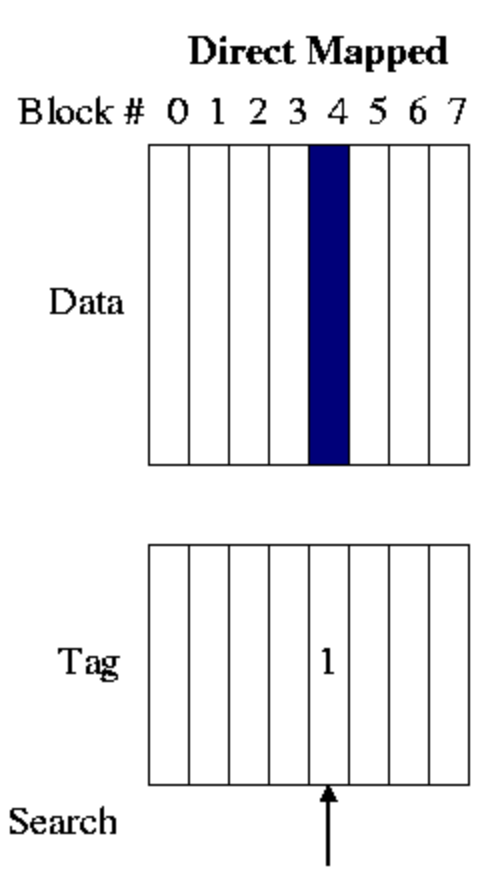 Direct Mapped
Block # 0 1 2 3 4 5 6 7
Data
Tag
1
Search